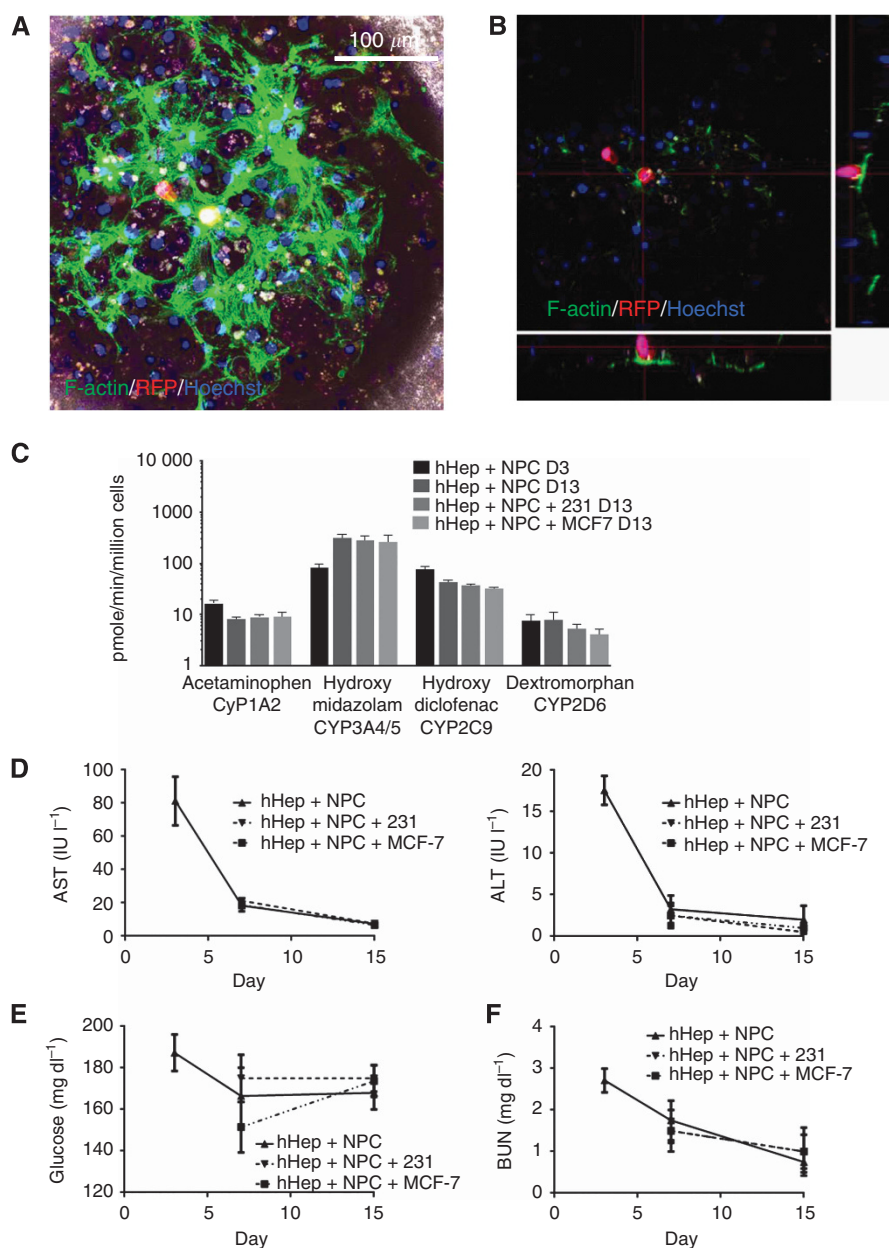 A
100 μm
F-actin/RFP/Hoechst
B
F-actin/RFP/Hoechst
C
pmole/min/million cells
10 000
1000
100
10
1
hHep + NPC D3
hHep + NPC D13
hHep + NPC + 231 D13
hHep + NPC + MCF7 D13
Acetaminophen
CyP1A2
Hydroxy
midazolam
CYP3A4/5
Hydroxy
diclofenac
CYP2C9
Dextromorphan
CYP2D6
D
AST (IU l⁻¹)
100
80
60
40
20
0
hHep + NPC
hHep + NPC + 231
hHep + NPC + MCF-7
0 5 10 15
Day
ALT (IU l⁻¹)
20
15
10
5
0
hHep + NPC
hHep + NPC + 231
hHep + NPC + MCF-7
0 5 10 15
Day
E
Glucose (mg dl⁻¹)
200
180
160
140
120
hHep + NPC
hHep + NPC + 231
hHep + NPC + MCF-7
0 5 10 15
Day
F
BUN (mg dl⁻¹)
4
3
2
1
0
hHep + NPC
hHep + NPC + 231
hHep + NPC + MCF-7
0 5 10 15
Day